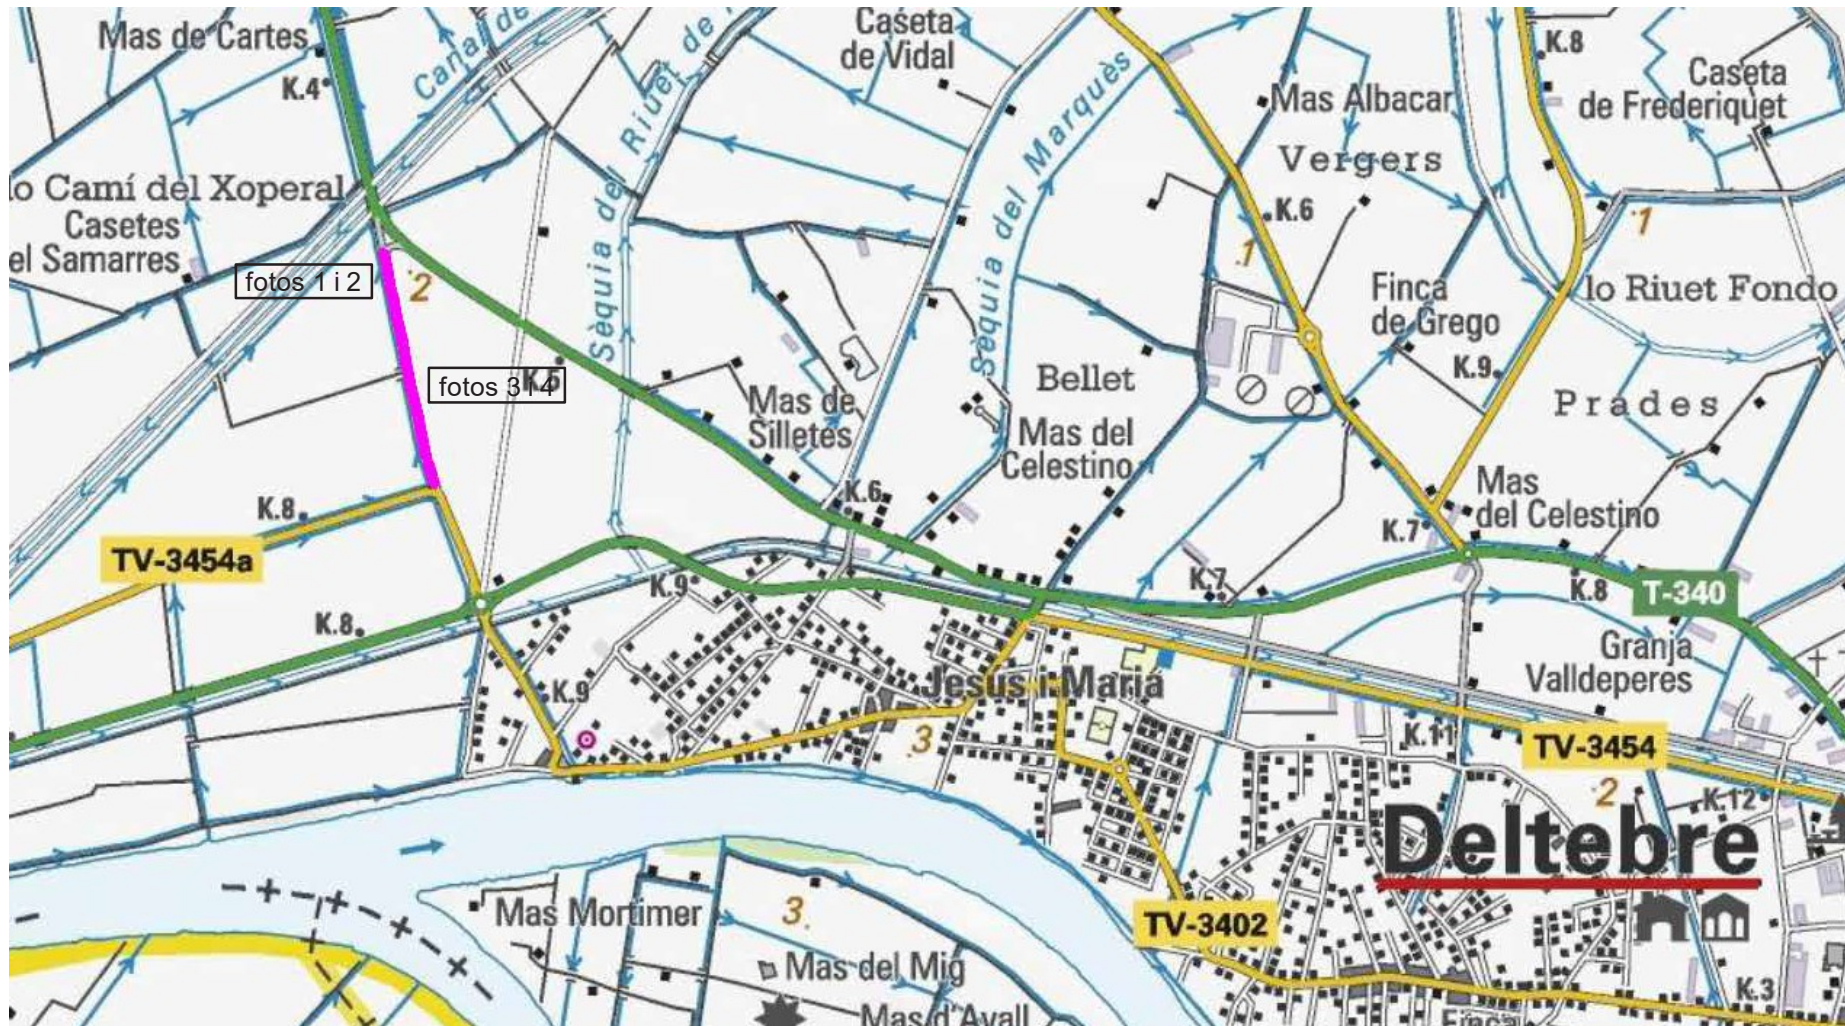 Mas de Cartes
K.4
Canal de
Sèquia del Riuet de
Caseta
de Vidal
K.8
Caseta
de Frederiquet
Mas Albacar
Vergers
lo Camí del Xoperal
Casetes
el Samarres
fotos 1 i 2
2
fotos 3 i 4
K.5
Sèquia del Marquès
K.6
1
1
Finca
de Grego
lo Riuet Fondo
K.9
Prades
Bellet
Mas de
Silletes
Mas del
Celestino
K.6
Mas
del Celestino
K.7
K.8
TV-3454a
K.9
K.7
K.8
T-340
K.8
Granja
Valldeperes
Jesús i Maria
K.9
3
K.11
TV-3454
2
K.12
Deltebre
Mas Mortimer
3
TV-3402
Mas del Mig
Mas d'Avall
K.3
Finca